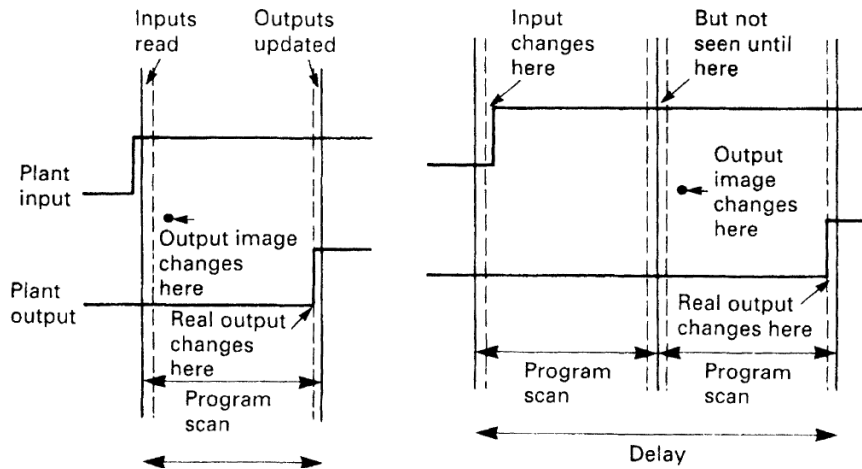 Inputs
read
Outputs
updated
Plant
input
Output image
changes
here
Plant
output
Real output
changes
here
Program
scan
Input
changes
here
But not
seen until
here
Output
image
changes
here
Real output
changes here
Program
scan
Program
scan
Delay